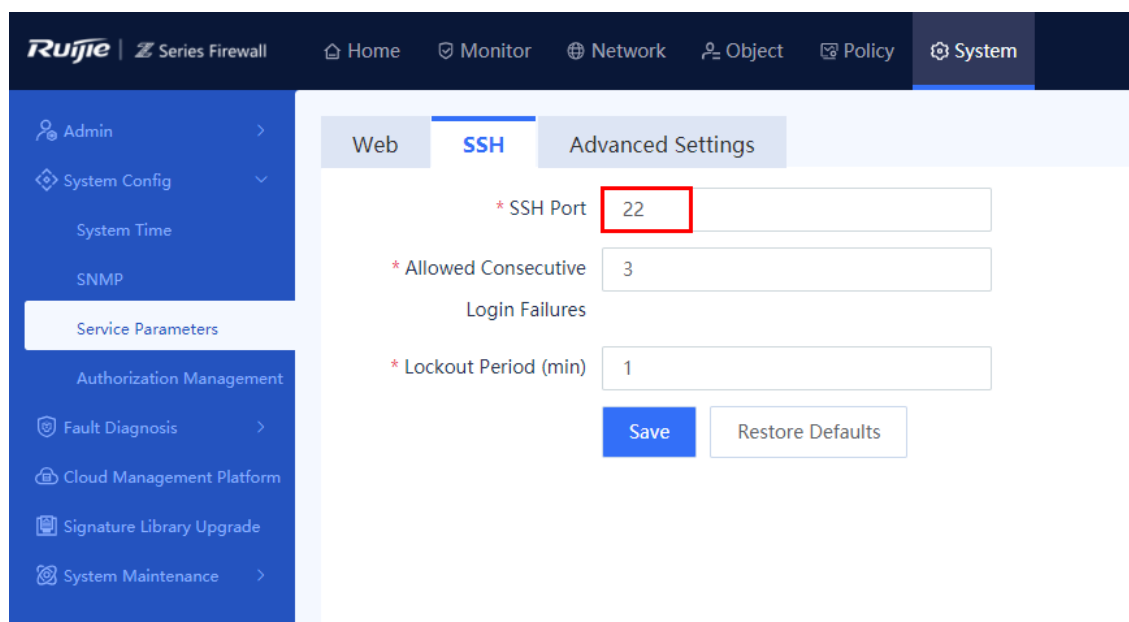 Ruijie | Z Series Firewall
Home
Monitor
Network
Object
Policy
System
Admin
System Config
System Time
SNMP
Service Parameters
Authorization Management
Fault Diagnosis
Cloud Management Platform
Signature Library Upgrade
System Maintenance
Web
SSH
Advanced Settings
* SSH Port
22
* Allowed Consecutive
Login Failures
3
* Lockout Period (min)
1
Save
Restore Defaults